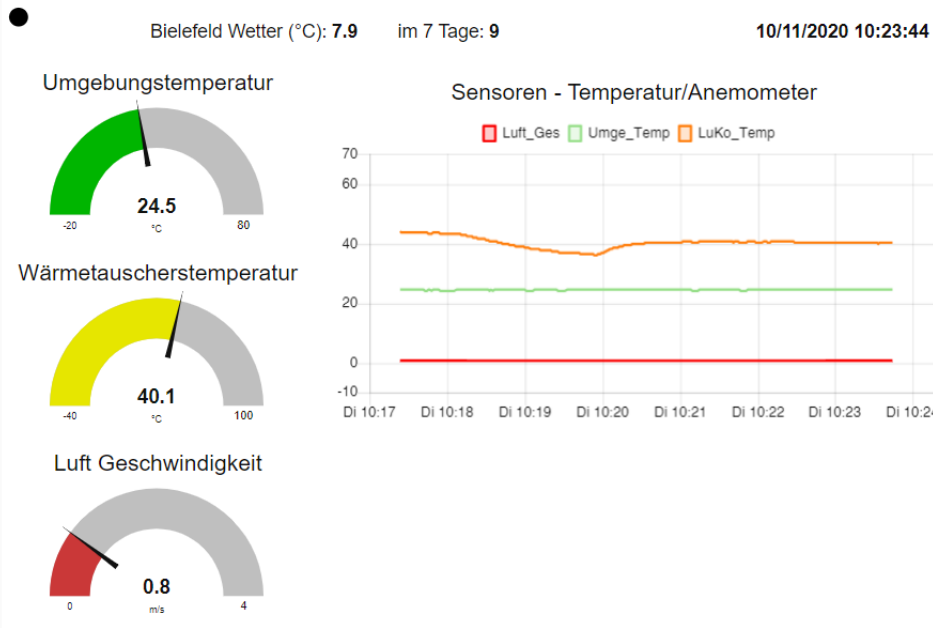 Bielefeld Wetter (°C): 7.9 im 7 Tage: 9 10/11/2020 10:23:44
Umgebungstemperatur
24.5
°C
-20 80
Wärmetauscherstemperatur
40.1
°C
-40 100
Luft Geschwindigkeit
0.8
m/s
0 4
Sensoren - Temperatur/Anemometer
Luft_Ges Umge_Temp LuKo_Temp
70
60
40
20
0
-10
Di 10:17 Di 10:18 Di 10:19 Di 10:20 Di 10:21 Di 10:22 Di 10:23 Di 10:24